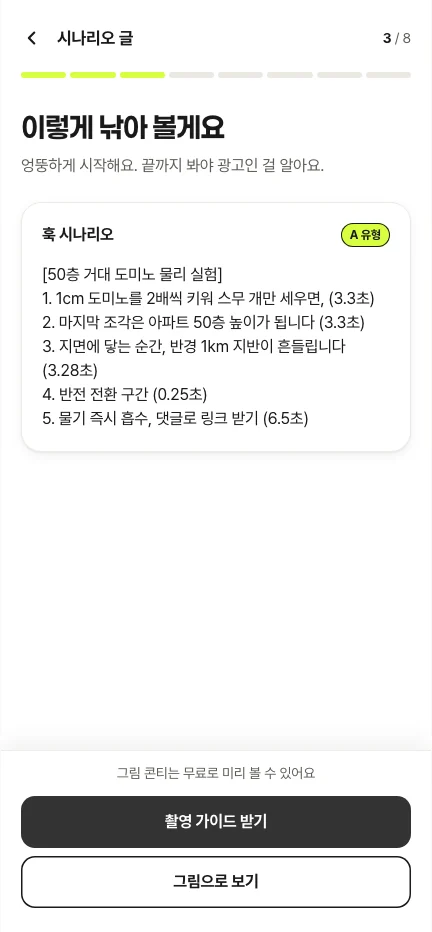 시나리오 글
3 / 8
이렇게 낚아 볼게요
엉뚱하게 시작해요. 끝까지 봐야 광고인 걸 알아요.
훅 시나리오
A 유형
[50층 거대 도미노 물리 실험]
1. 1cm 도미노를 2배씩 키워 스무 개만 세우면, (3.3초)
2. 마지막 조각은 아파트 50층 높이가 됩니다 (3.3초)
3. 지면에 닿는 순간, 반경 1km 지반이 흔들립니다
(3.28초)
4. 반전 전환 구간 (0.25초)
5. 물기 즉시 흡수, 댓글로 링크 받기 (6.5초)
그림 콘티는 무료로 미리 볼 수 있어요
촬영 가이드 받기
그림으로 보기